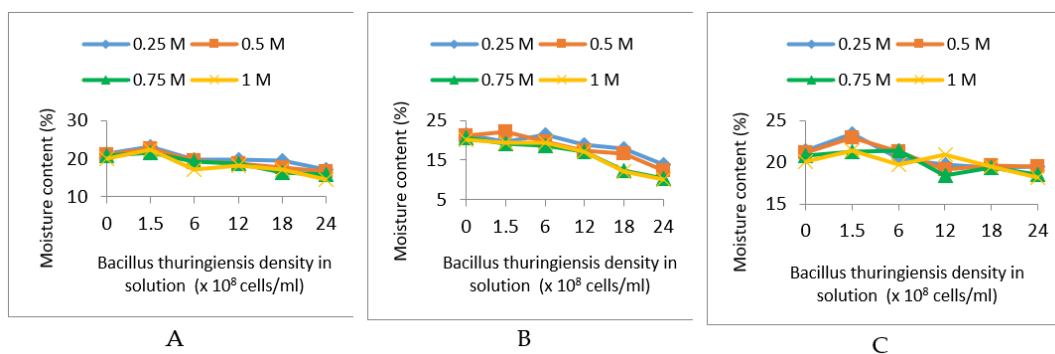 0.25 M 0.5 M
0.75 M 1 M
Moisture content (%)
30
20
10
0 1.5 6 12 18 24
Bacillus thuringiensis density in
solution (x 10⁸ cells/ml)
A
0.25 M 0.5 M
0.75 M 1 M
Moisture content (%)
25
15
5
0 1.5 6 12 18 24
Bacillus thuringiensis density in
solution (x 10⁸ cells/ml)
B
0.25 M 0.5 M
0.75 M 1 M
Moisture content (%)
25
20
15
0 1.5 6 12 18 24
Bacillus thuringiensis density in
solution (x 10⁸ cells/ml)
C